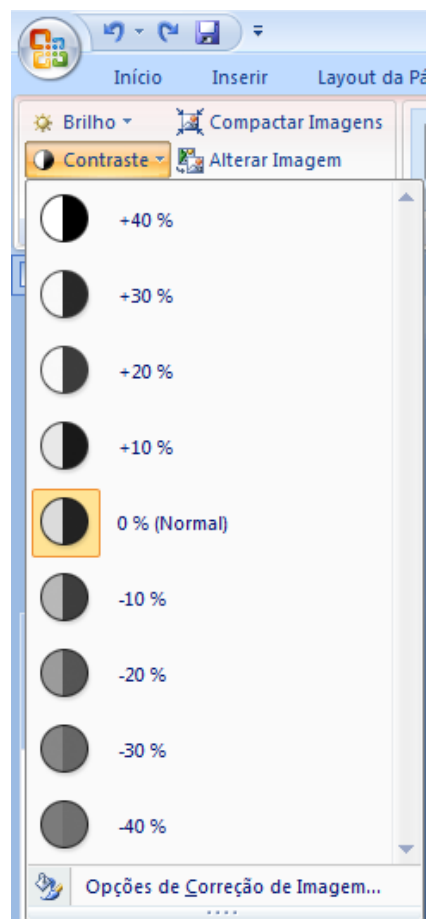 Início Inserir Layout da Pá
Brilho Compactar Imagens
Contraste Alterar Imagem
+40 %
+30 %
+20 %
+10 %
0 % (Normal)
-10 %
-20 %
-30 %
-40 %
Opções de Correção de Imagem...